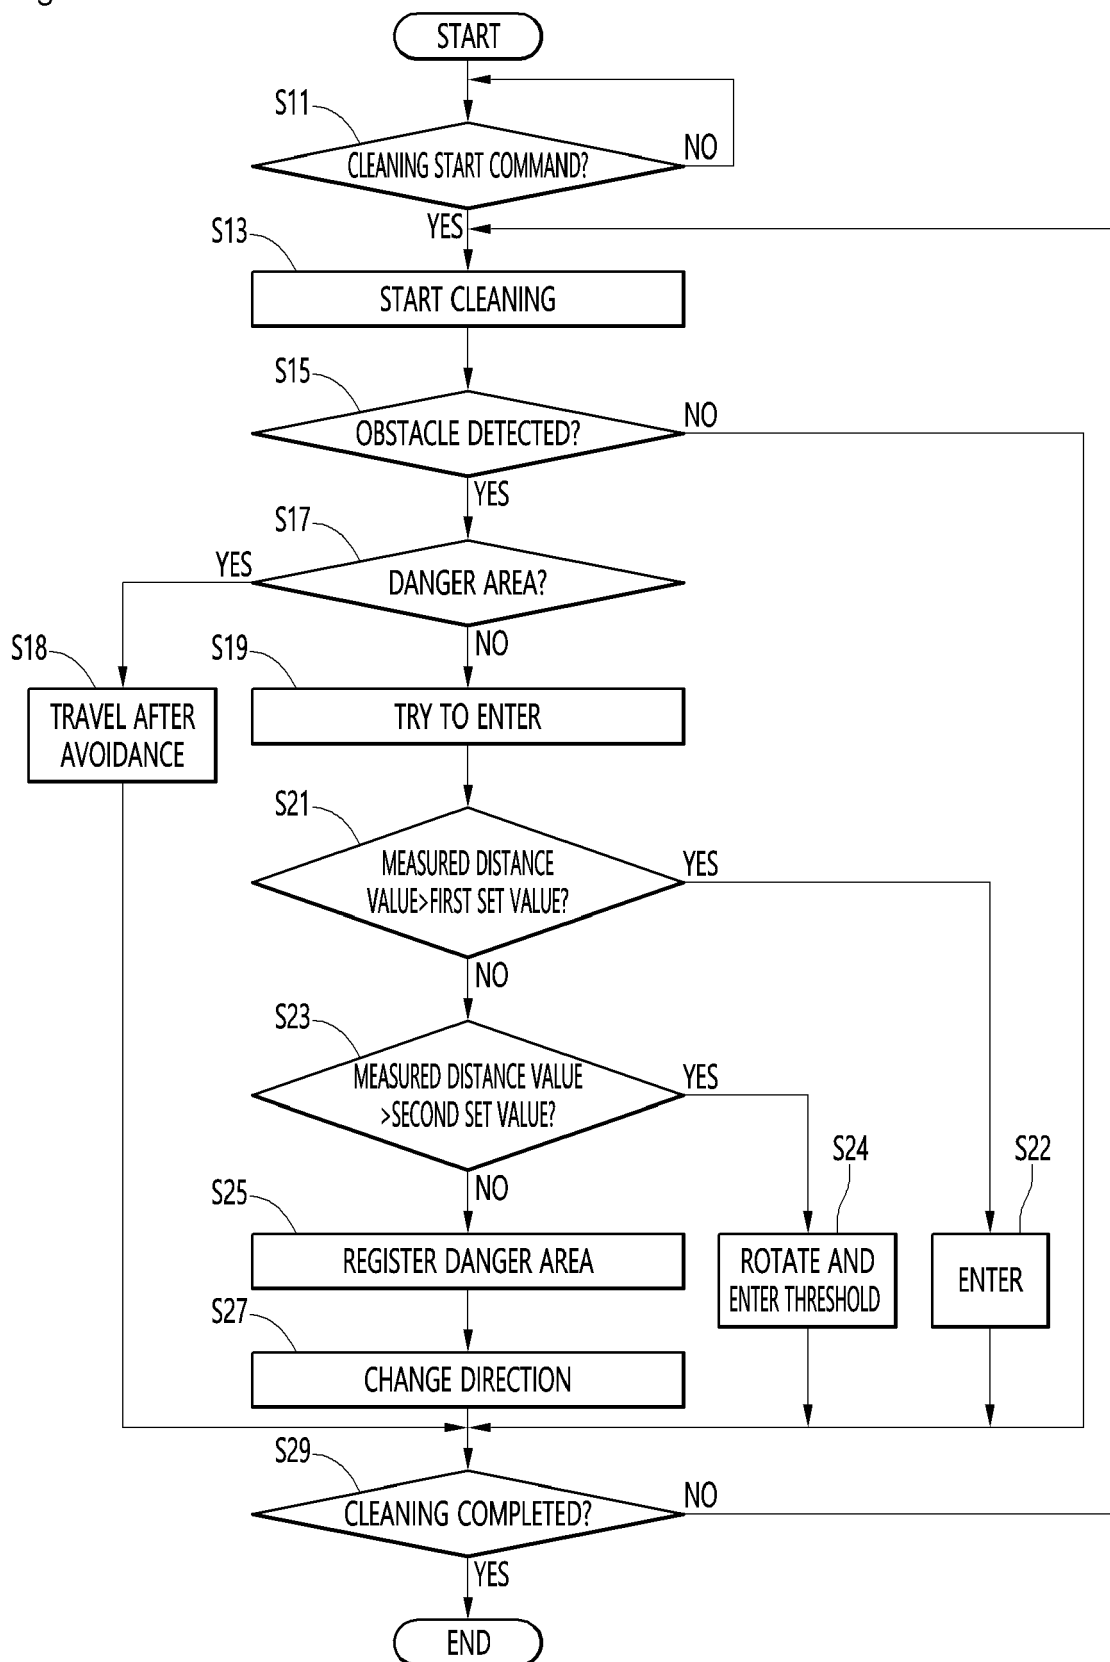 START
S11
CLEANING START COMMAND?
NO
YES
S13
START CLEANING
S15
OBSTACLE DETECTED?
NO
YES
S17
YES
DANGER AREA?
NO
S18
TRAVEL AFTER
AVOIDANCE
S19
TRY TO ENTER
S21
MEASURED DISTANCE
VALUE>FIRST SET VALUE?
YES
NO
S23
MEASURED DISTANCE VALUE
>SECOND SET VALUE?
YES
NO
S24
ROTATE AND
ENTER THRESHOLD
S22
ENTER
S25
REGISTER DANGER AREA
S27
CHANGE DIRECTION
S29
CLEANING COMPLETED?
NO
YES
END